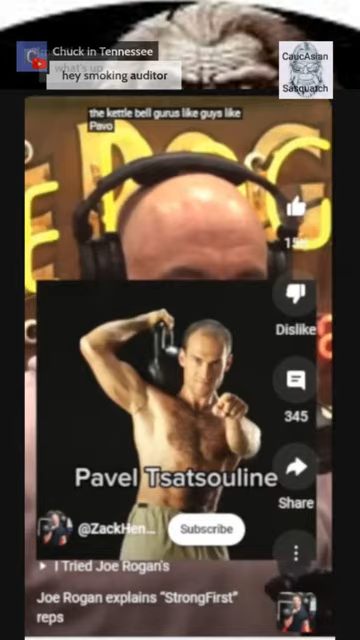 Chuck in Tennessee
what's up
hey smoking auditor
CaucAsian
Sasquatch
the kettle bell gurus like guys like
Pavo
Dislike
345
Pavel Tsatsouline
Share
@ZackHen...
Subscribe
I Tried Joe Rogan's
Joe Rogan explains "StrongFirst"
reps